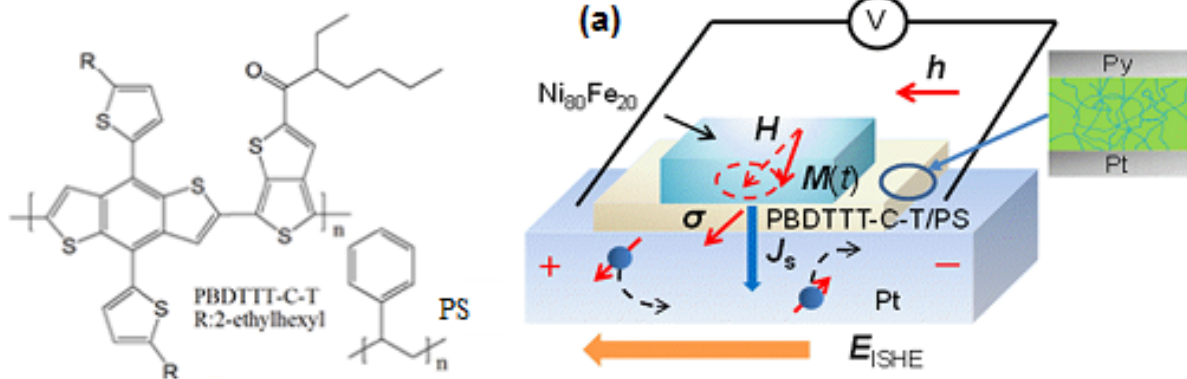 R
O
S
S
S
S
S
n
PBDTTT-C-T
R:2-ethylhexyl
S
R
PS
n
(a)
V
h
Ni80Fe20
H
M(t)
σ
PBDTTT-C-T/PS
Js
+
−
Pt
EISHE
Py
Pt